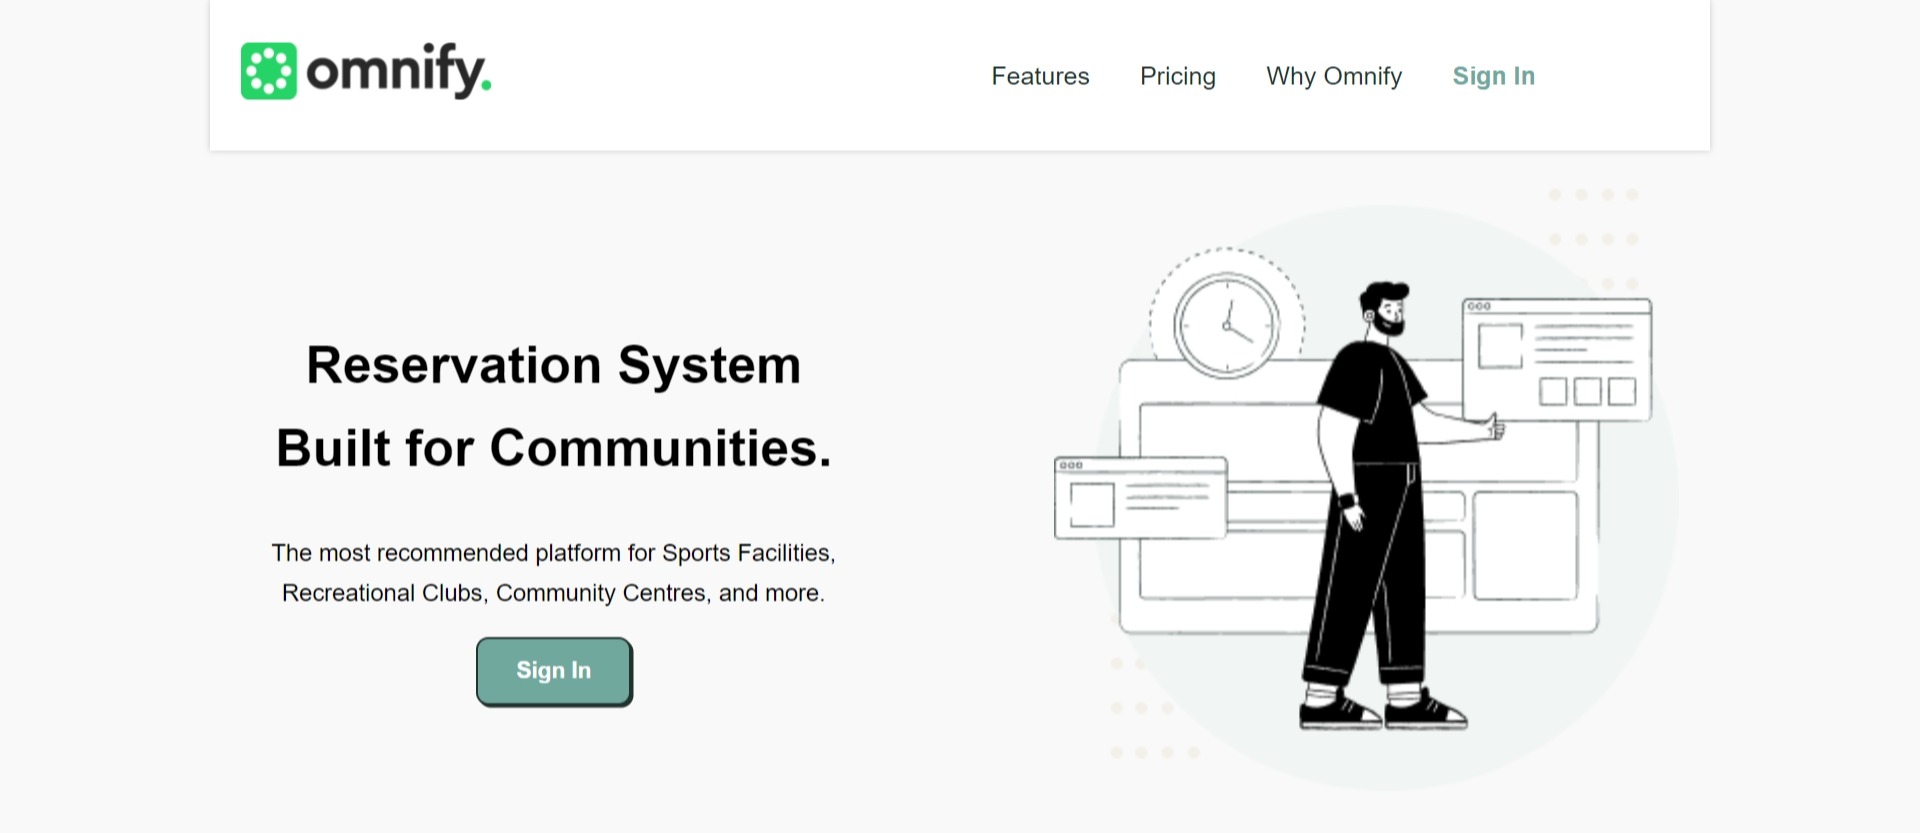 omnify.
Features Pricing Why Omnify Sign In
Reservation System
Built for Communities.
The most recommended platform for Sports Facilities,
Recreational Clubs, Community Centres, and more.
Sign In